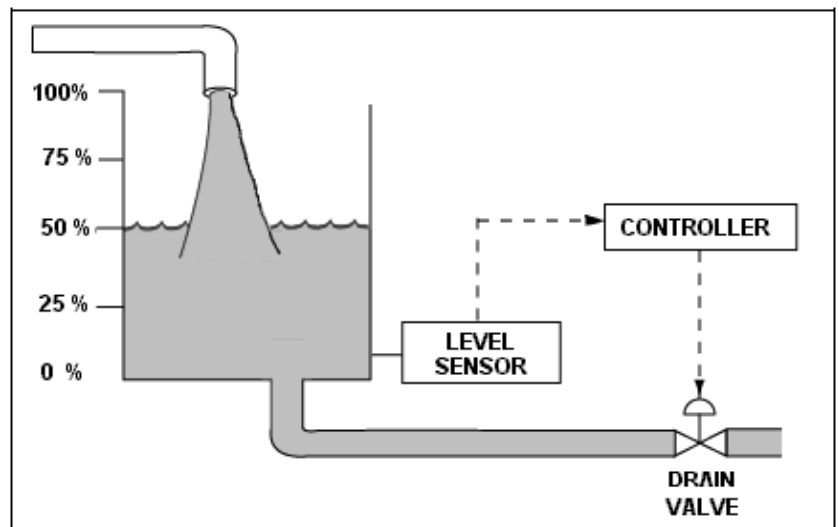 100%
75 %
50 %
25 %
0 %
CONTROLLER
LEVEL
SENSOR
DRAIN
VALVE